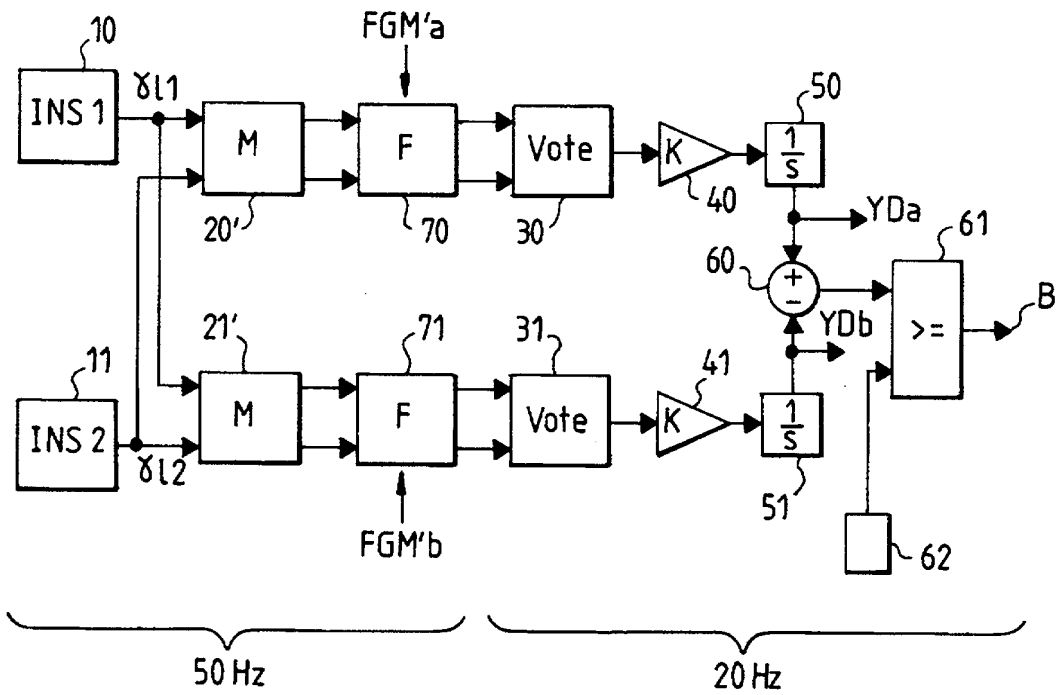 FGM'a
10
INS 1
γl1
M
20'
F
70
Vote
30
K
40
50
1
s
YDa
60
+
−
61
>=
B
YDb
11
INS 2
γl2
21'
M
71
F
FGM'b
31
Vote
41
K
1
s
51
62
50 Hz
20 Hz